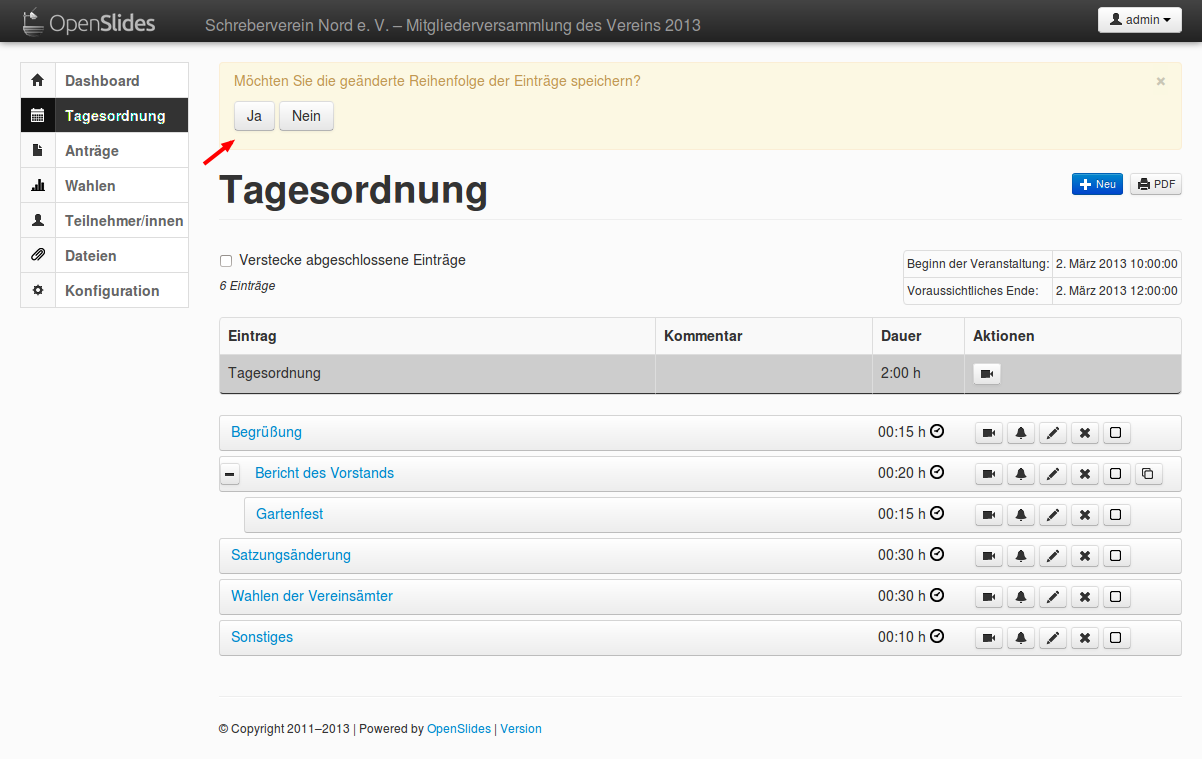 OpenSlides Schreberverein Nord e. V. – Mitgliederversammlung des Vereins 2013 admin
Dashboard
Tagesordnung
Anträge
Wahlen
Teilnehmer/innen
Dateien
Konfiguration
Möchten Sie die geänderte Reihenfolge der Einträge speichern? ×
Ja Nein
Tagesordnung
Neu PDF
Verstecke abgeschlossene Einträge
6 Einträge
Beginn der Veranstaltung: 2. März 2013 10:00:00
Voraussichtliches Ende: 2. März 2013 12:00:00
Eintrag Kommentar Dauer Aktionen
Tagesordnung 2:00 h
Begrüßung 00:15 h
Bericht des Vorstands 00:20 h
Gartenfest 00:15 h
Satzungsänderung 00:30 h
Wahlen der Vereinsämter 00:30 h
Sonstiges 00:10 h
© Copyright 2011–2013 | Powered by OpenSlides | Version